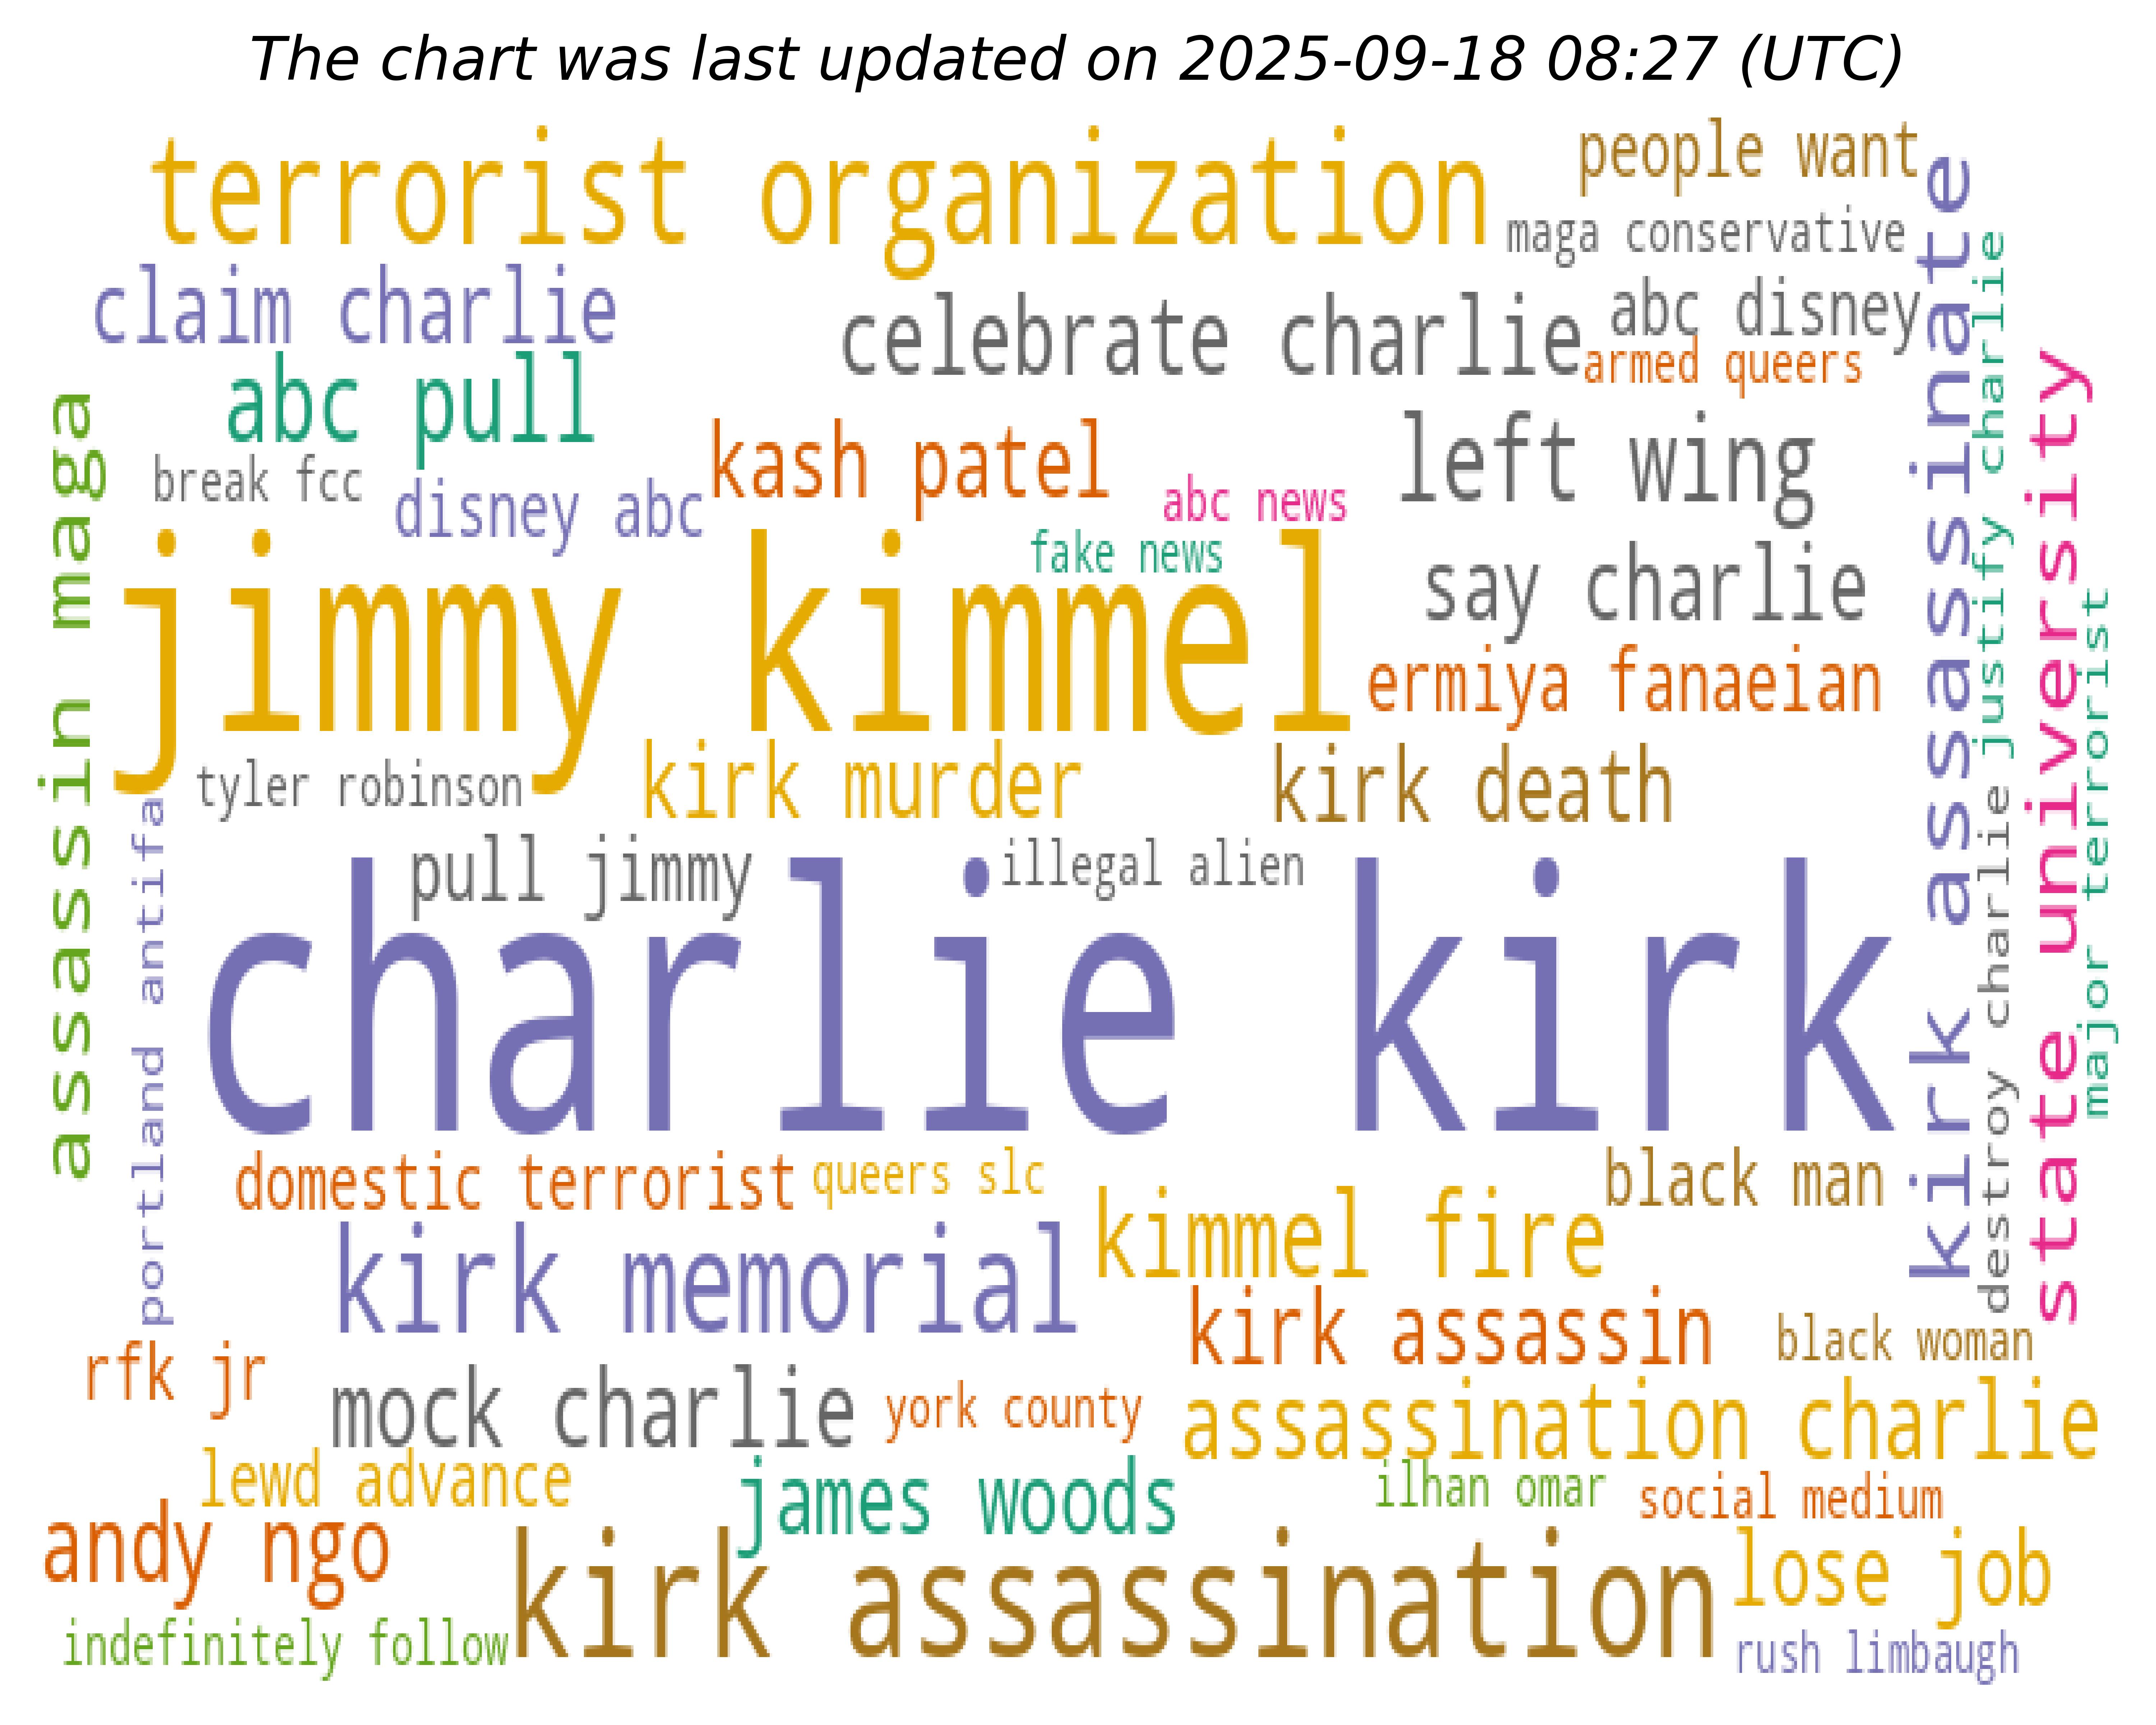 The chart was last updated on 2025-09-18 08:27 (UTC)
terrorist organization
people want
maga conservative
claim charlie
celebrate charlie
abc disney
armed queers
abc pull
kash patel
left wing
break fcc
disney abc
abc news
fake news
jimmy kimmel
say charlie
ermiya fanaeian
tyler robinson
kirk murder
kirk death
pull jimmy
illegal alien
charlie kirk
assassin maga
portland antifa
kirk assassinate
justify charlie
destroy charlie
state university
major terrorist
domestic terrorist
queers slc
black man
kirk memorial
kimmel fire
kirk assassin
black woman
rfk jr
mock charlie
york county
assassination charlie
lewd advance
james woods
ilhan omar
social medium
andy ngo
kirk assassination
lose job
indefinitely follow
rush limbaugh